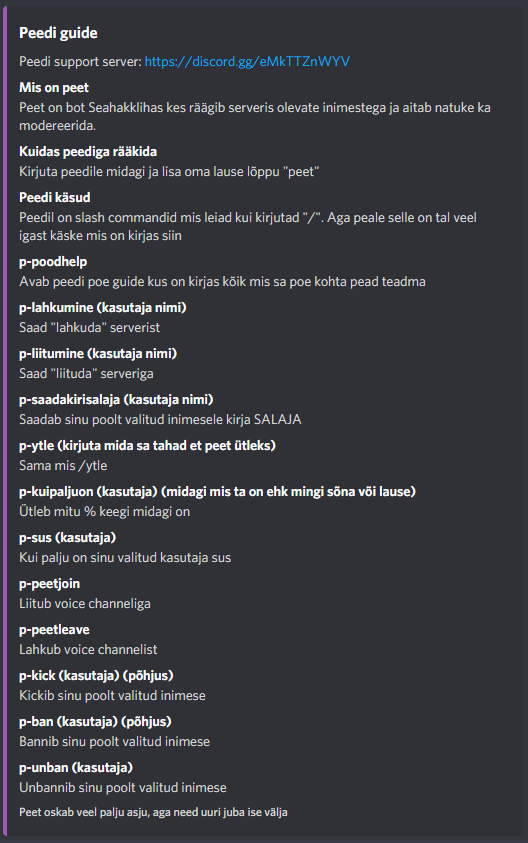 Peedi guide
Peedi support server: https://discord.gg/eMkTTZnWYV
Mis on peet
Peet on bot Seahakklihas kes räägib serveris olevate inimestega ja aitab natuke ka
modereerida.
Kuidas peediga rääkida
Kirjuta peedile midagi ja lisa oma lause lõppu "peet"
Peedi käsud
Peedil on slash commandid mis leiad kui kirjutad "/". Aga peale selle on tal veel
igast käske mis on kirjas siin
p-poodhelp
Avab peedi poe guide kus on kirjas kõik mis sa poe kohta pead teadma
p-lahkumine (kasutaja nimi)
Saad "lahkuda" serverist
p-liitumine (kasutaja nimi)
Saad "liituda" serveriga
p-saadakirisalaja (kasutaja nimi)
Saadab sinu poolt valitud inimesele kirja SALAJA
p-ytle (kirjuta mida sa tahad et peet ütleks)
Sama mis /ytle
p-kuipaljuon (kasutaja) (midagi mis ta on ehk mingi sõna või lause)
Ütleb mitu % keegi midagi on
p-sus (kasutaja)
Kui palju on sinu valitud kasutaja sus
p-peetjoin
Liitub voice channeliga
p-peetleave
Lahkub voice channelist
p-kick (kasutaja) (põhjus)
Kickib sinu poolt valitud inimese
p-ban (kasutaja) (põhjus)
Bannib sinu poolt valitud inimese
p-unban (kasutaja)
Unbannib sinu poolt valitud inimese
Peet oskab veel palju asju, aga need uuri juba ise välja